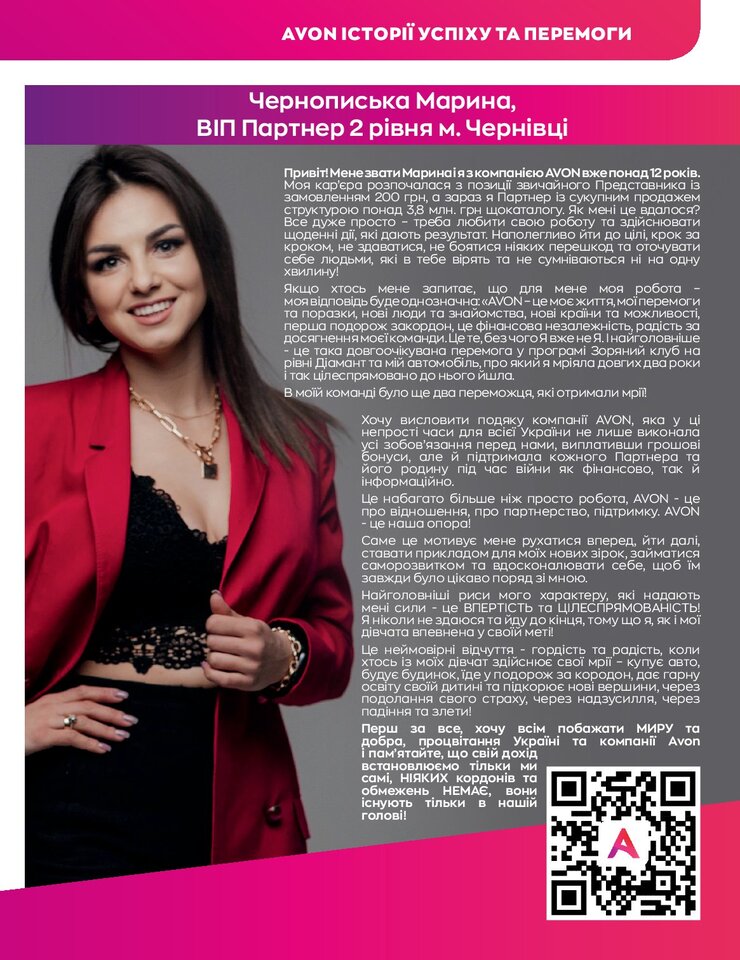 AVON ІСТОРІЇ УСПІХУ ТА ПЕРЕМОГИ
Чернописька Марина,
ВІП Партнер 2 рівня м. Чернівці
Привіт! Мене звати Марина і я з компанією AVON вже понад 12 років.
Моя кар'єра розпочалася з позиції звичайного Представника із
замовленням 200 грн, а зараз я Партнер із сукупним продажем
структурою понад 3,8 млн. грн щокаталогу. Як мені це вдалося?
Все дуже просто – треба любити свою роботу та здійснювати
щоденні дії, які дають результат. Наполегливо йти до цілі, крок за
кроком, не здаватися, не боятися ніяких перешкод та оточувати
себе людьми, які в тебе вірять та не сумніваються ні на одну
хвилину!
Якщо хтось мене запитає, що для мене моя робота –
моя відповідь буде однозначна: «AVON – це моє життя, мої перемоги
та поразки, нові люди та знайомства, нові країни та можливості,
перша подорож закордон, це фінансова незалежність, радість за
досягнення моєї команди. Це те, без чого Я вже не Я. І найголовніше
- це така довгоочікувана перемога у програмі Зоряний клуб на
рівні Діамант та мій автомобіль, про який я мріяла довгих два роки
і так цілеспрямовано до нього йшла.
В моїй команді було ще два переможця, які отримали мрії!
Хочу висловити подяку компанії AVON, яка у ці
непрості часи для всієї України не лише виконала
усі зобов'язання перед нами, виплативши грошові
бонуси, але й підтримала кожного Партнера та
його родину під час війни як фінансово, так й
інформаційно.
Це набагато більше ніж просто робота, AVON - це
про відношення, про партнерство, підтримку. AVON
- це наша опора!
Саме це мотивує мене рухатися вперед, йти далі,
ставати прикладом для моїх нових зірок, займатися
саморозвитком та вдосконалювати себе, щоб їм
завжди було цікаво поряд зі мною.
Найголовніші риси мого характеру, які надають
мені сили - це ВПЕРТІСТЬ та ЦІЛЕСПРЯМОВАНІСТЬ!
Я ніколи не здаюся та йду до кінця, тому що я, як і мої
дівчата впевнена у своїй меті!
Це неймовірні відчуття - гордість та радість, коли
хтось із моїх дівчат здійснює свої мрії – купує авто,
будує будинок, їде у подорож за кордон, дає гарну
освіту своїй дитині та підкорює нові вершини, через
подолання свого страху, через надзусилля, через
падіння та злети!
Перш за все, хочу всім побажати МИРУ та
добра, процвітання Україні та компанії Avon
і пам'ятайте, що свій дохід
встановлюємо тільки ми
самі, НІЯКИХ кордонів та
обмежень НЕМАЄ, вони
існують тільки в нашій
голові!